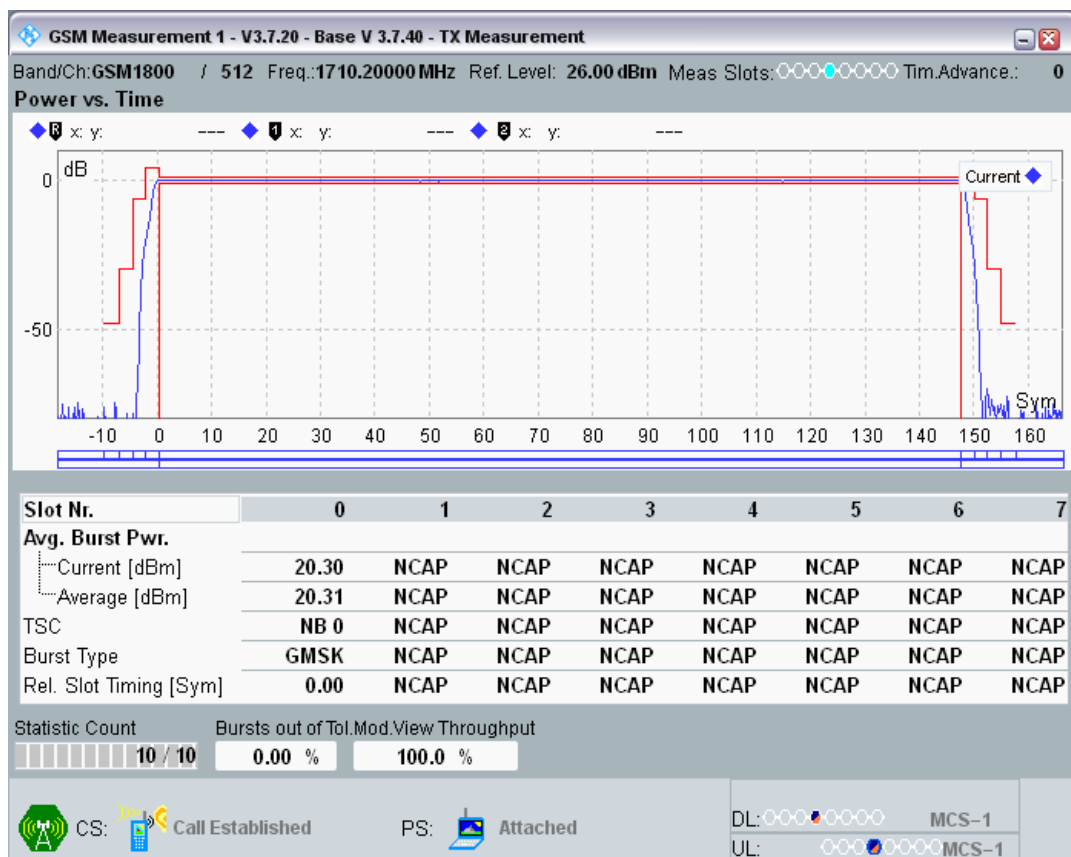 GSM Measurement 1 - V3.7.20 - Base V 3.7.40 - TX Measurement
Band/Ch:GSM1800 / 512 Freq.:1710.20000 MHz Ref. Level: 26.00 dBm Meas Slots: Tim.Advance.: 0
Power vs. Time
R x: y: --- 1 x: y: --- 2 x: y: ---
dB
Current
0
-50
Sym
-10 0 10 20 30 40 50 60 70 80 90 100 110 120 130 140 150 160
Slot Nr. 0 1 2 3 4 5 6 7
Avg. Burst Pwr.
Current [dBm] 20.30 NCAP NCAP NCAP NCAP NCAP NCAP NCAP
Average [dBm] 20.31 NCAP NCAP NCAP NCAP NCAP NCAP NCAP
TSC NB 0 NCAP NCAP NCAP NCAP NCAP NCAP NCAP
Burst Type GMSK NCAP NCAP NCAP NCAP NCAP NCAP NCAP
Rel. Slot Timing [Sym] 0.00 NCAP NCAP NCAP NCAP NCAP NCAP NCAP
Statistic Count Bursts out of Tol.Mod.View Throughput
10 / 10 0.00 % 100.0 %
CS: Call Established PS: Attached
DL: MCS-1
UL: MCS-1